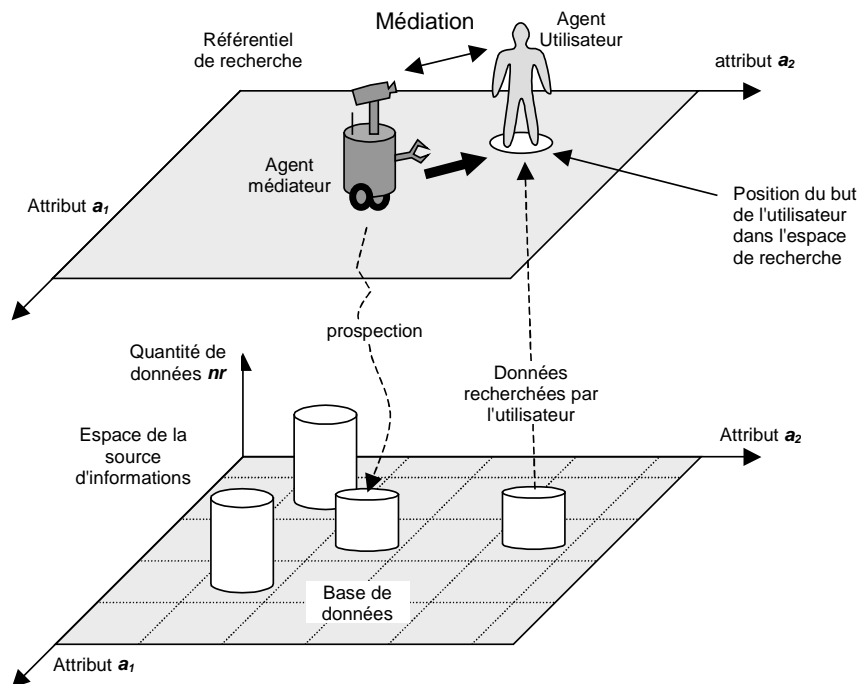 Médiation
Agent
Utilisateur
Référentiel
de recherche
attribut a2
Agent
médiateur
Attribut a1
Position du but
de l'utilisateur
dans l'espace
de recherche
prospection
Quantité de
données nr
Données
recherchées par
l'utilisateur
Espace de la
source
d'informations
Attribut a2
Base de
données
Attribut a1